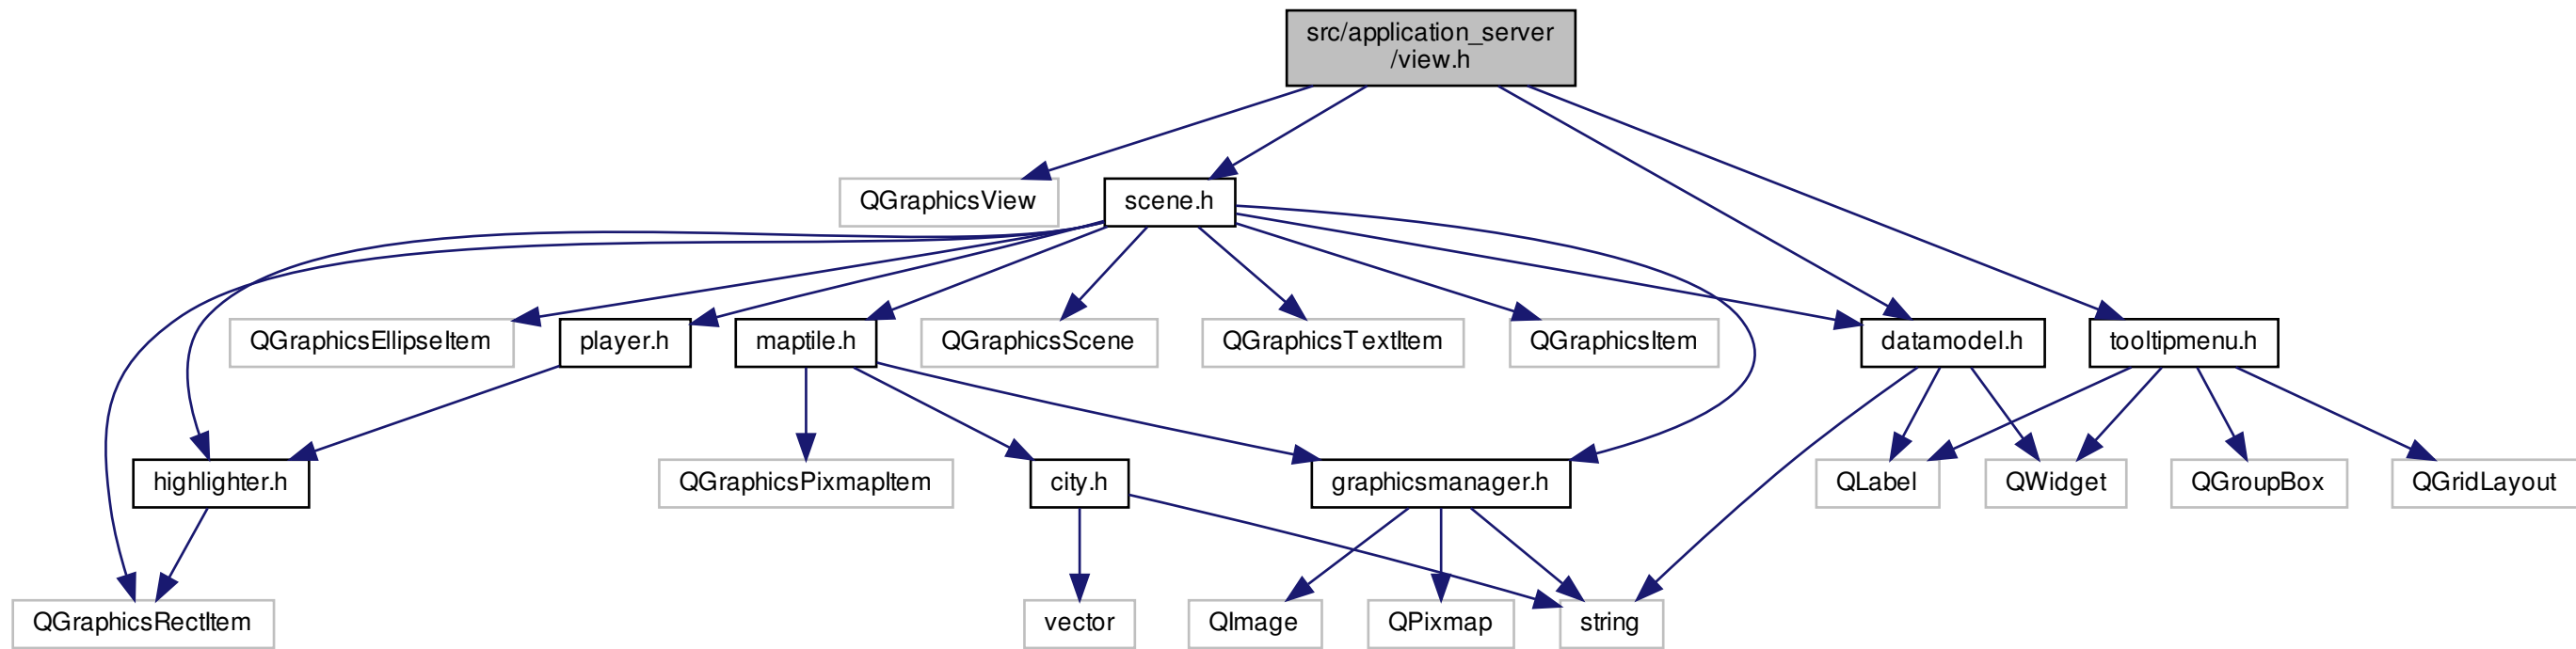 src/application_server
/view.h
QGraphicsView
scene.h
QGraphicsEllipseItem
player.h
maptile.h
QGraphicsScene
QGraphicsTextItem
QGraphicsItem
datamodel.h
tooltipmenu.h
highlighter.h
QGraphicsPixmapItem
city.h
graphicsmanager.h
QLabel
QWidget
QGroupBox
QGridLayout
QGraphicsRectItem
vector
QImage
QPixmap
string